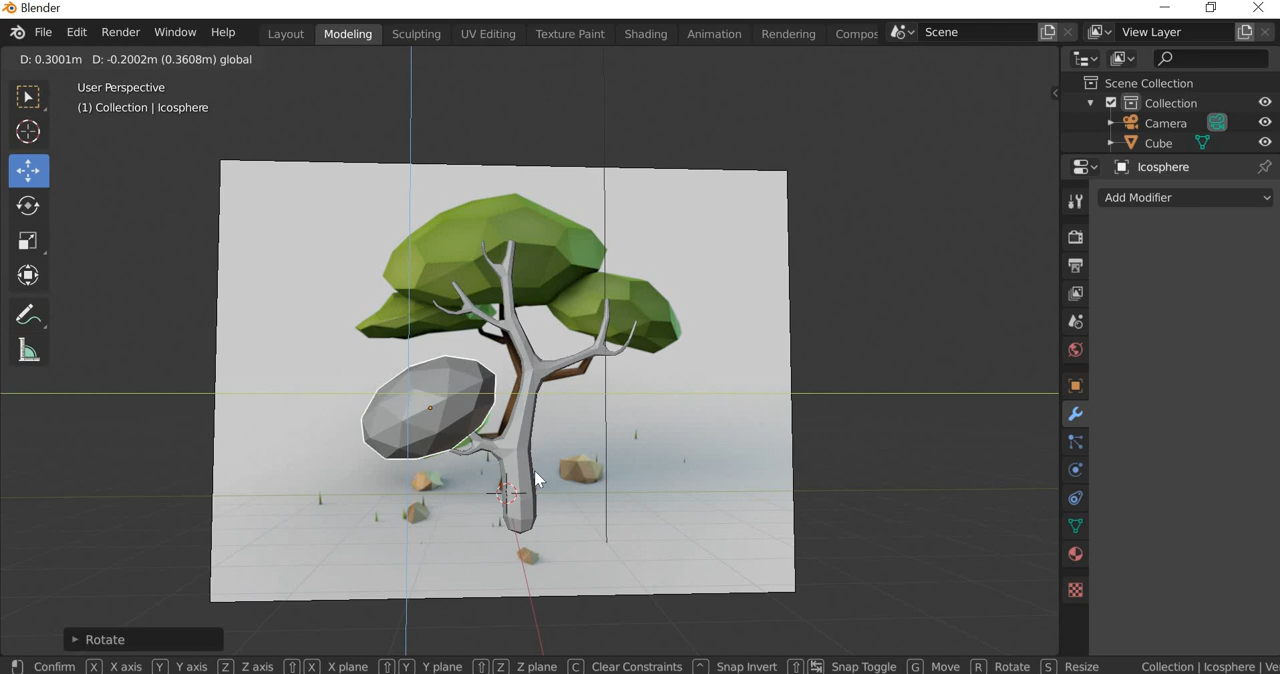 Blender
File Edit Render Window Help Layout Modeling Sculpting UV Editing Texture Paint Shading Animation Rendering Compos Scene View Layer
D: 0.3001m D: -0.2002m (0.3608m) global
User Perspective
(1) Collection | Icosphere
Scene Collection
Collection
Camera
Cube
Icosphere
Add Modifier
Rotate
Confirm X X axis Y Y axis Z Z axis X X plane Y Y plane Z Z plane C Clear Constraints ^ Snap Invert Snap Toggle G Move R Rotate S Resize Collection | Icosphere | Ve